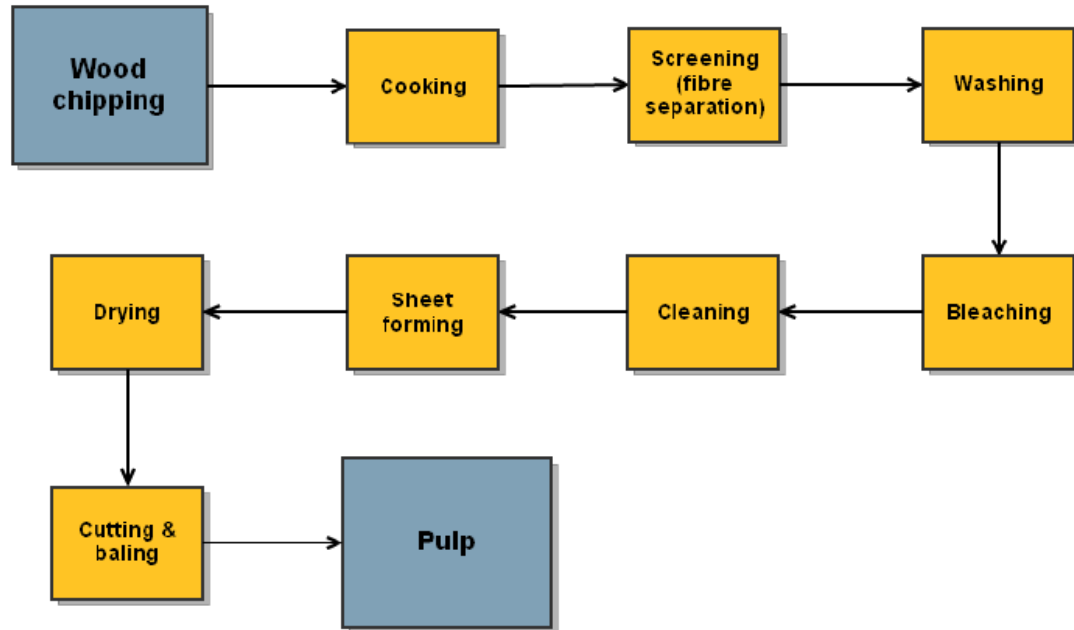 Wood
chipping
Cooking
Screening
(fibre
separation)
Washing
Bleaching
Cleaning
Sheet
forming
Drying
Cutting &
baling
Pulp